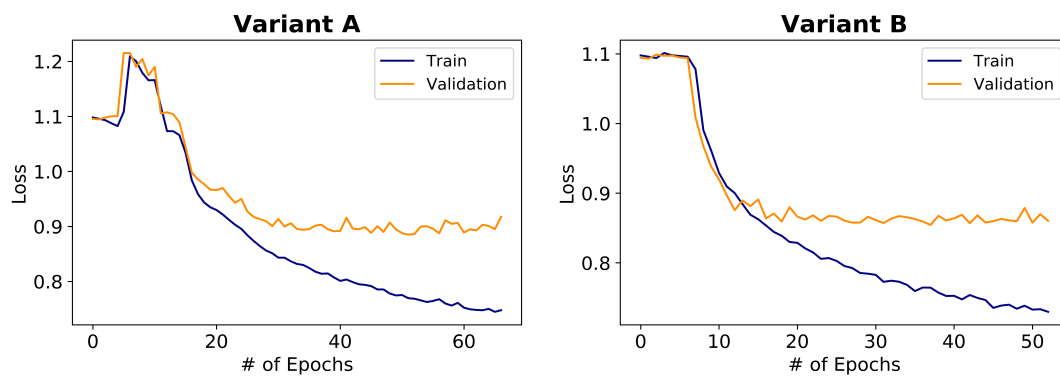 Variant A
Loss
1.2
1.1
1.0
0.9
0.8
Train
Validation
0
20
40
60
# of Epochs
Variant B
Loss
1.1
1.0
0.9
0.8
Train
Validation
0
10
20
30
40
50
# of Epochs